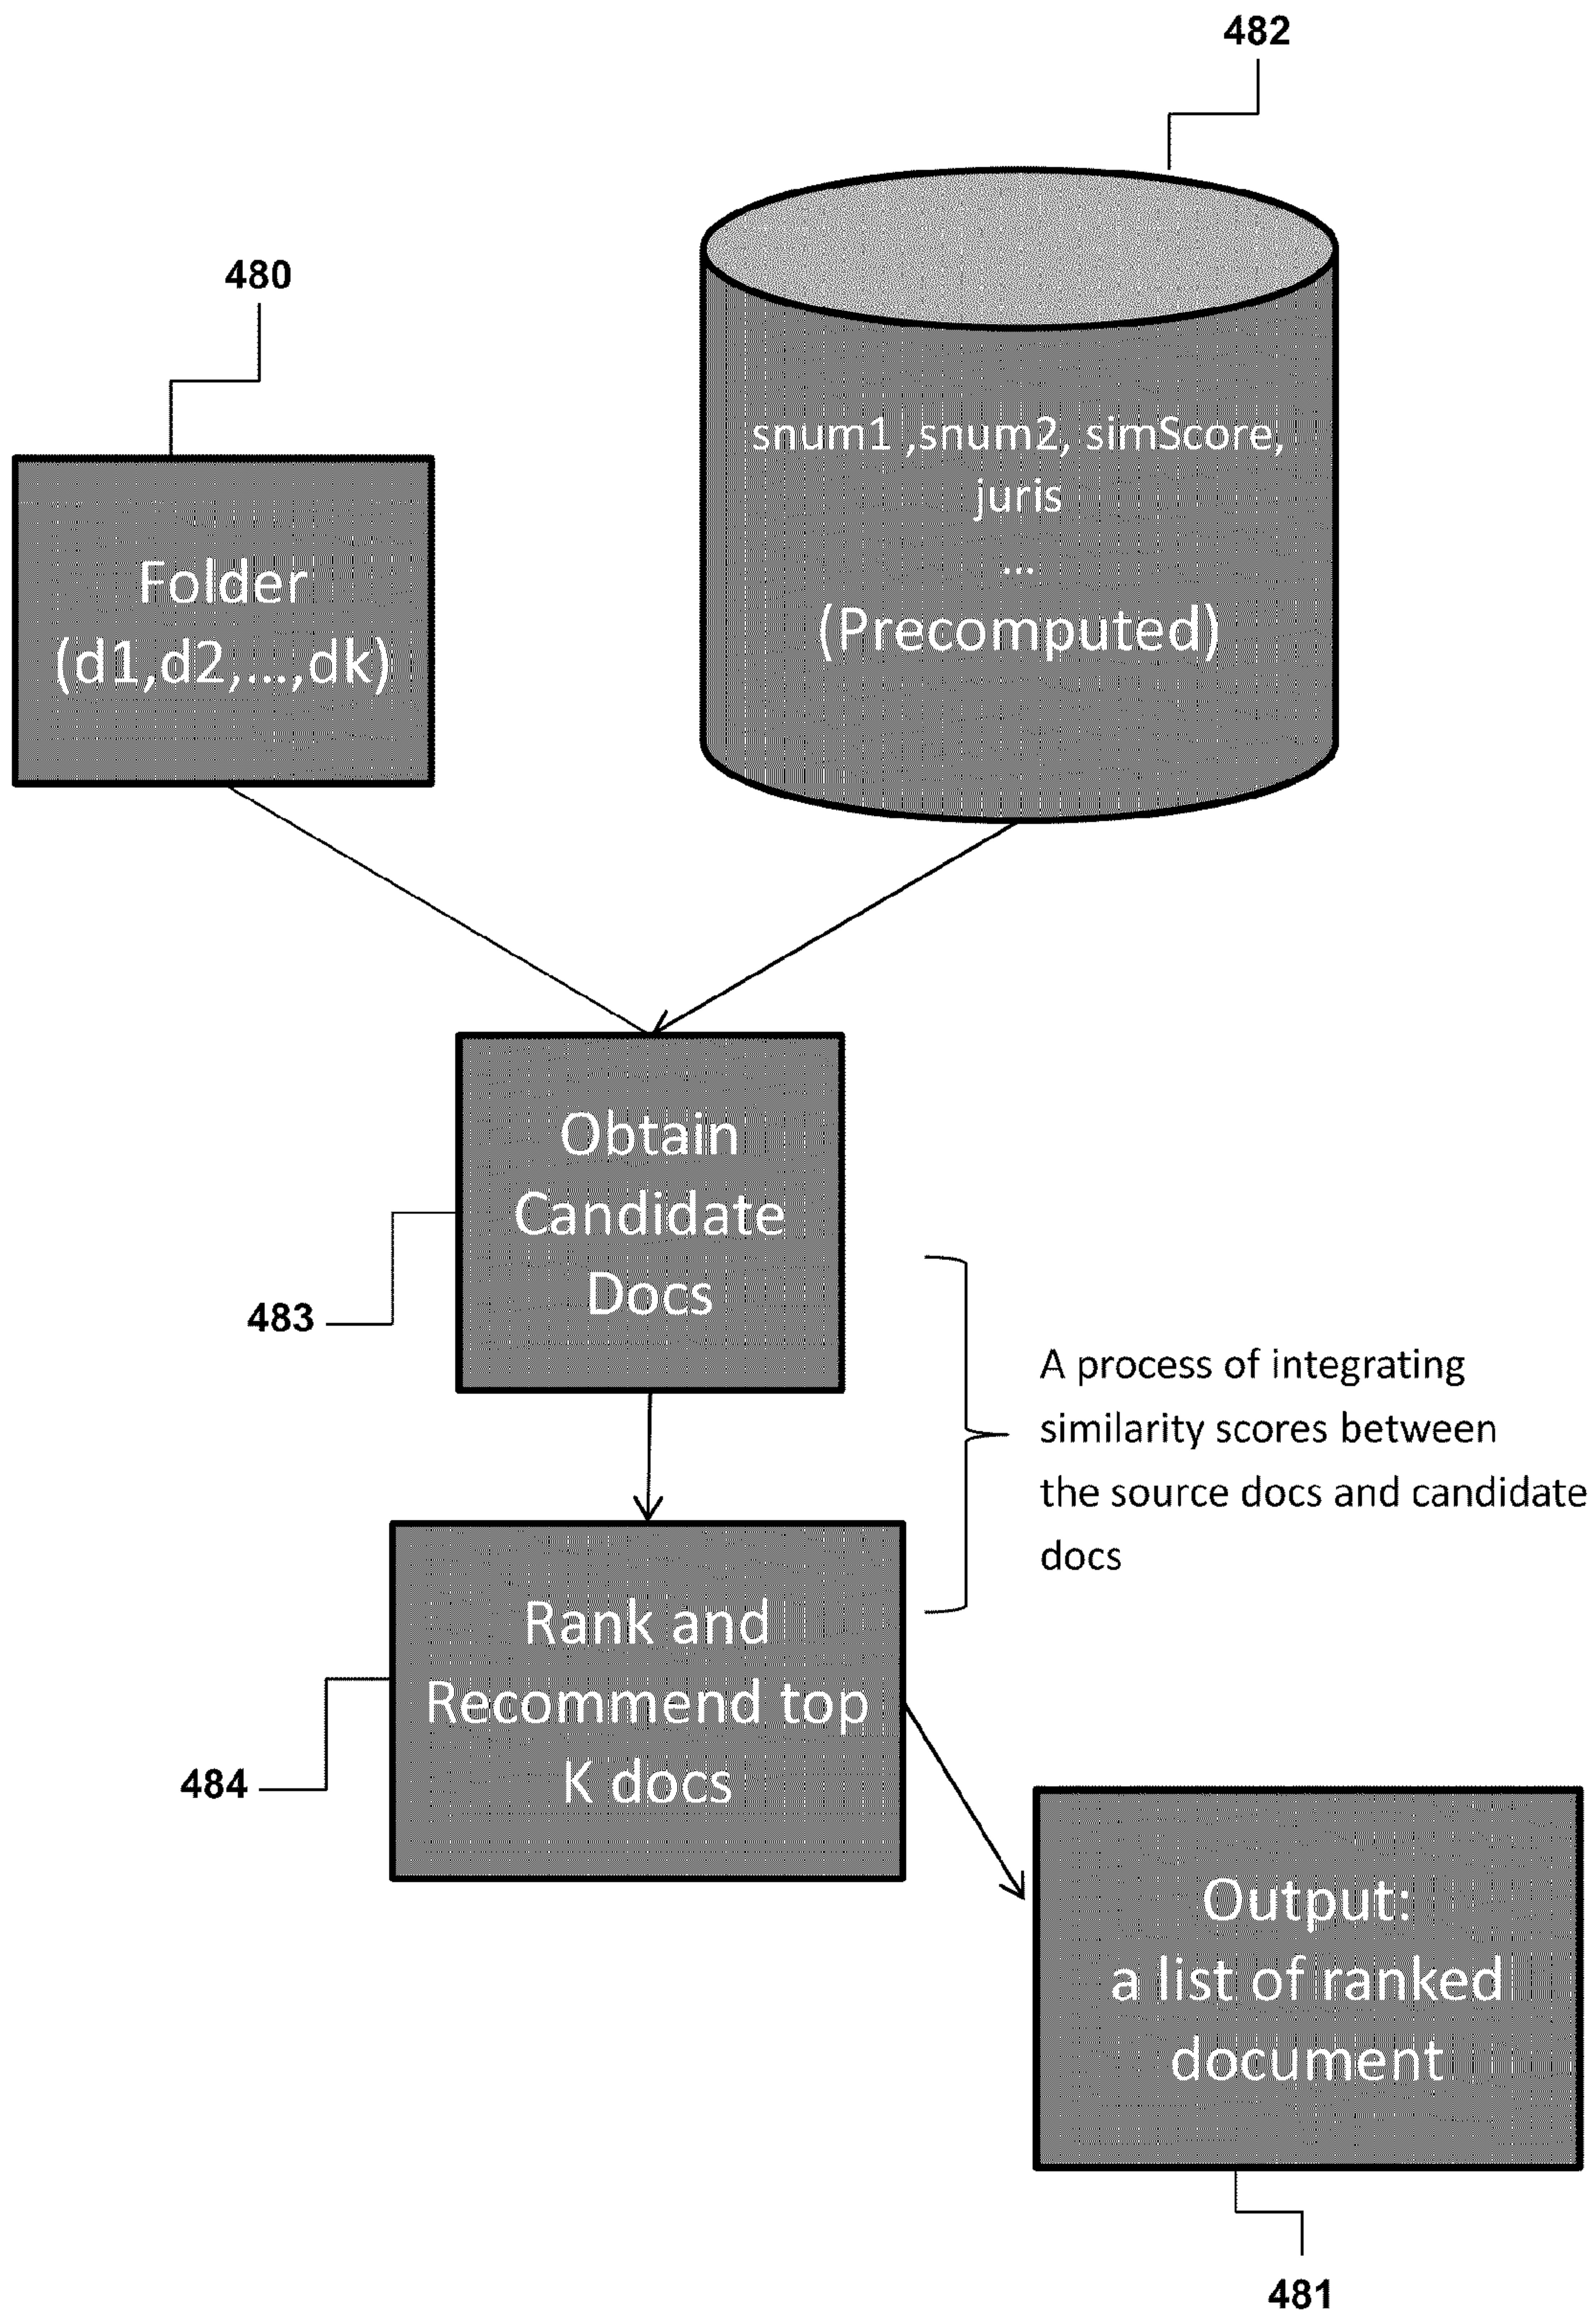 482
480
snum1 ,snum2, simScore,
juris
...
(Precomputed)
Folder
(d1,d2,...,dk)
Obtain
Candidate
Docs
483
A process of integrating
similarity scores between
the source docs and candidate
docs
Rank and
Recommend top
K docs
484
Output:
a list of ranked
document
481